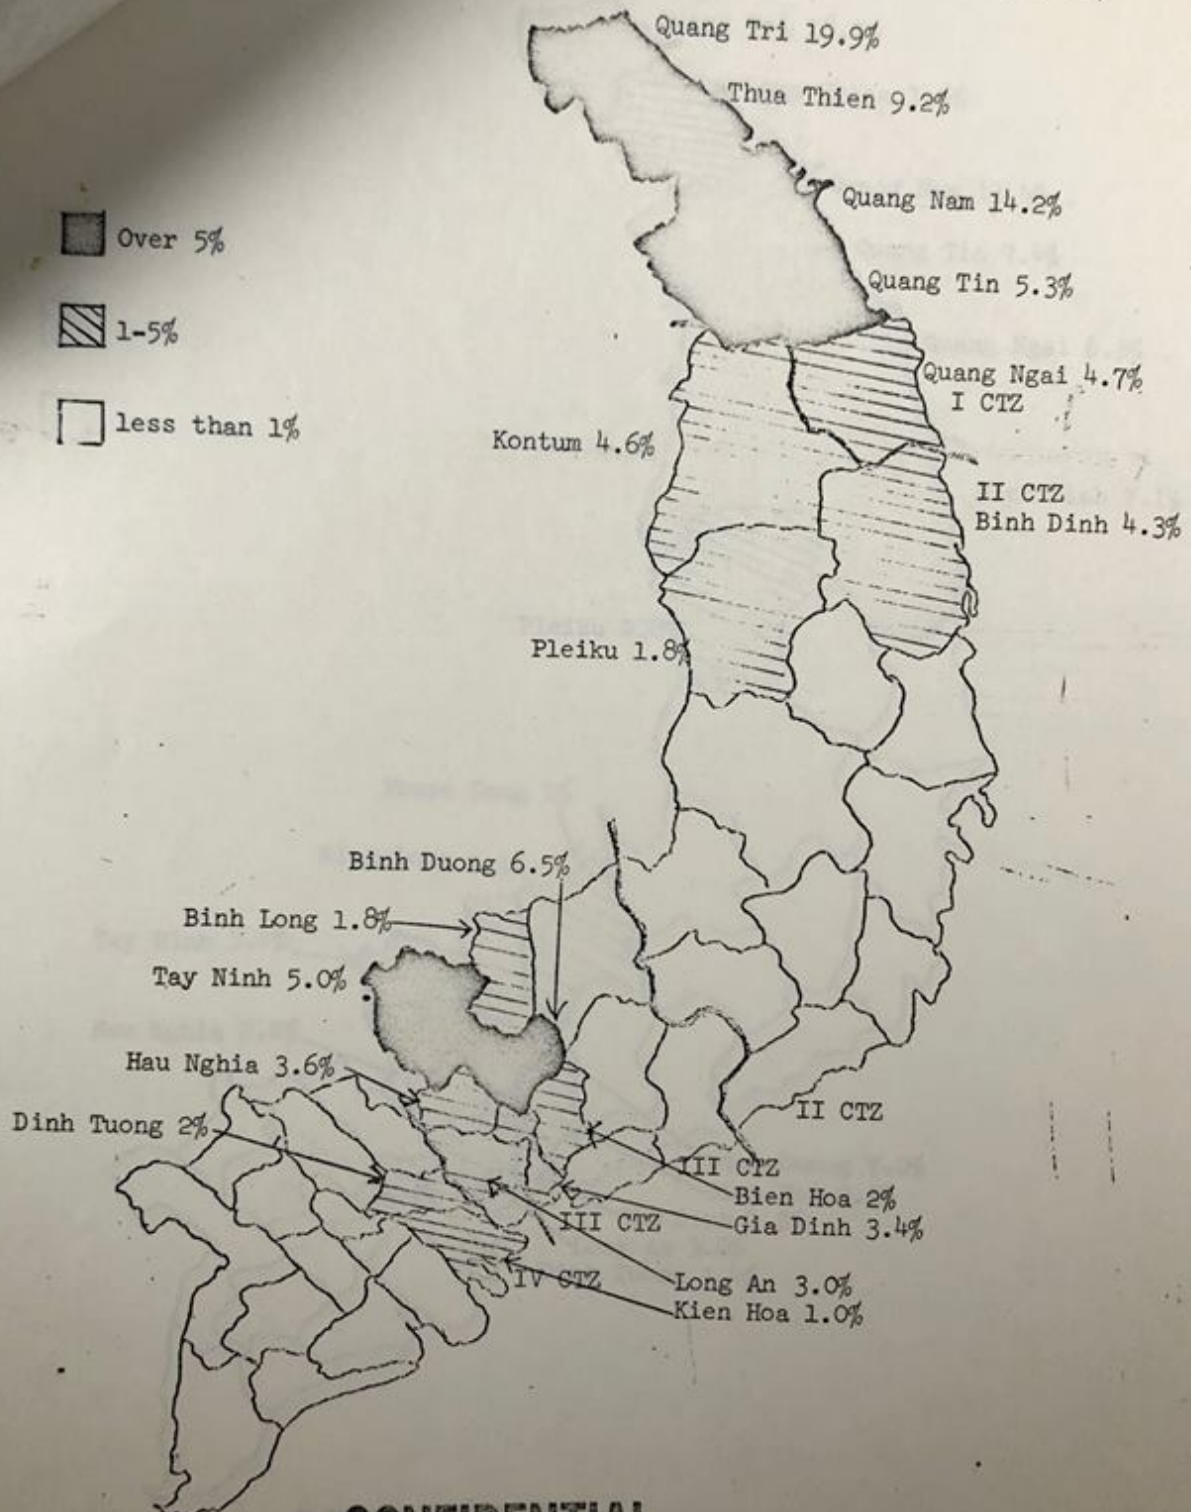 Quang Tri 19.9%
Thua Thien 9.2%
Quang Nam 14.2%
Over 5%
Quang Tin 5.3%
1-5%
Quang Ngai 4.7%
I CTZ
less than 1%
Kontum 4.6%
II CTZ
Binh Dinh 4.3%
Pleiku 1.8%
Binh Duong 6.5%
Binh Long 1.8%
Tay Ninh 5.0%
Hau Nghia 3.6%
Dinh Tuong 2%
II CTZ
III CTZ
Bien Hoa 2%
III CTZ
Gia Dinh 3.4%
IV CTZ
Long An 3.0%
Kien Hoa 1.0%
CONFIDENTIAL